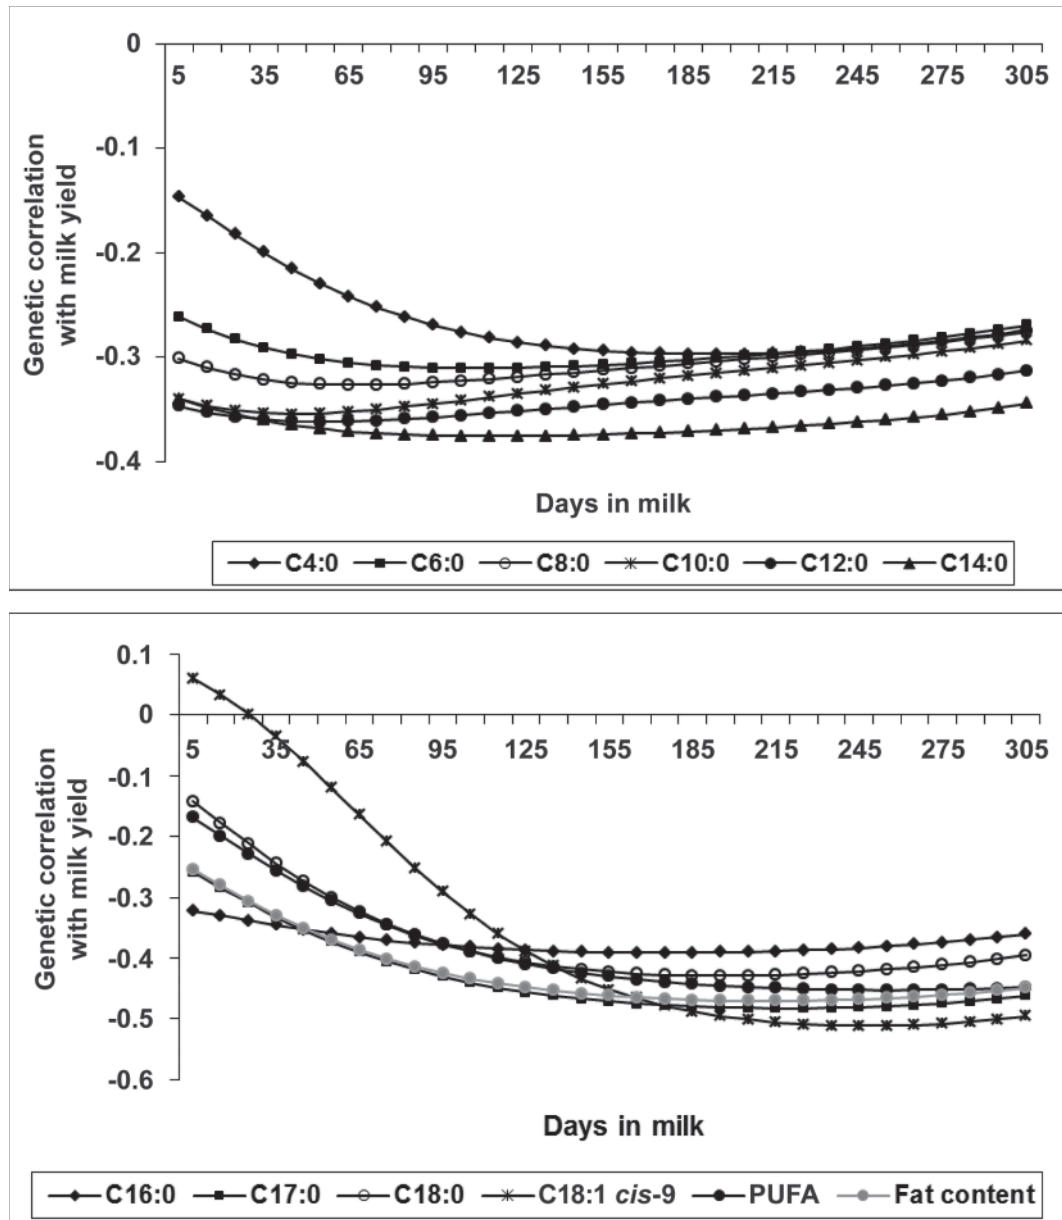 0
5 35 65 95 125 155 185 215 245 275 305
-0.1
-0.2
-0.3
-0.4
Genetic correlation
with milk yield
Days in milk
C4:0 C6:0 C8:0 C10:0 C12:0 C14:0
0.1
0
5 35 65 95 125 155 185 215 245 275 305
-0.1
-0.2
-0.3
-0.4
-0.5
-0.6
Genetic correlation
with milk yield
Days in milk
C16:0 C17:0 C18:0 C18:1 cis-9 PUFA Fat content